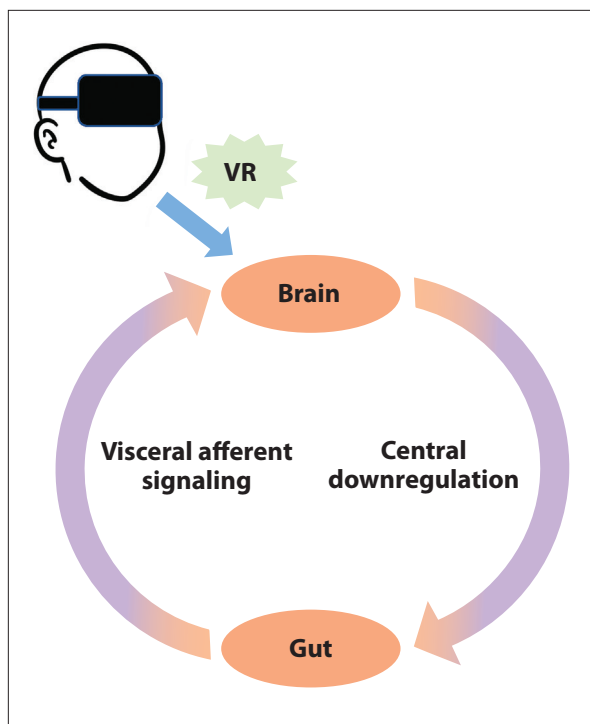 VR
Brain
Visceral afferent
signaling
Central
downregulation
Gut